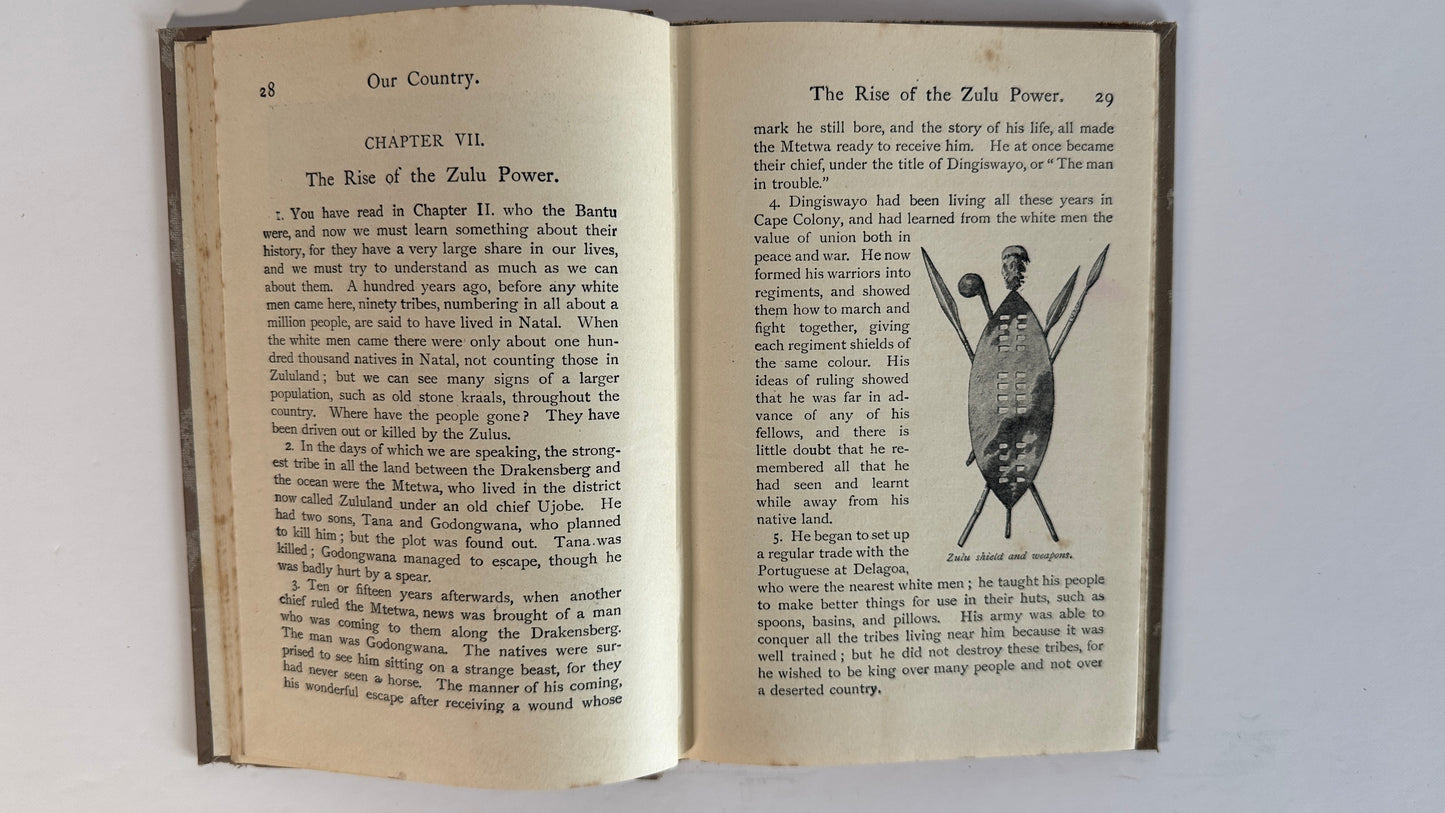 28
Our Country.
CHAPTER VII.
The Rise of the Zulu Power.
1. You have read in Chapter II. who the Bantu
were, and now we must learn something about their
history, for they have a very large share in our lives,
and we must try to understand as much as we can
about them. A hundred years ago, before any white
men came here, ninety tribes, numbering in all about a
million people, are said to have lived in Natal. When
the white men came there were only about one hun-
dred thousand natives in Natal, not counting those in
Zululand; but we can see many signs of a larger
population, such as old stone kraals, throughout the
country. Where have the people gone? They have
been driven out or killed by the Zulus.
2. In the days of which we are speaking, the strong-
est tribe in all the land between the Drakensberg and
the ocean were the Mtetwa, who lived in the district
now called Zululand under an old chief Ujobe. He
had two sons, Tana and Godongwana, who planned
to kill him; but the plot was found out. Tana was
killed; Godongwana managed to escape, though he
was badly hurt by a spear.
3. Ten or fifteen years afterwards, when another
chief ruled the Mtetwa, news was brought of a man
who was coming to them along the Drakensberg.
The man was Godongwana. The natives were sur-
prised to see him sitting on a strange beast, for they
had never seen a horse. The manner of his coming,
his wonderful escape after receiving a wound whose
The Rise of the Zulu Power. 29
mark he still bore, and the story of his life, all made
the Mtetwa ready to receive him. He at once became
their chief, under the title of Dingiswayo, or "The man
in trouble."
4. Dingiswayo had been living all these years in
Cape Colony, and had learned from the white men the
value of union both in
peace and war. He now
formed his warriors into
regiments, and showed
them how to march and
fight together, giving
each regiment shields of
the same colour. His
ideas of ruling showed
that he was far in ad-
vance of any of his
fellows, and there is
little doubt that he re-
membered all that he
had seen and learnt
while away from his
native land.
5. He began to set up
a regular trade with the
Portuguese at Delagoa,
Zulu shield and weapons.
who were the nearest white men; he taught his people
to make better things for use in their huts, such as
spoons, basins, and pillows. His army was able to
conquer all the tribes living near him because it was
well trained; but he did not destroy these tribes, for
he wished to be king over many people and not over
a deserted country.